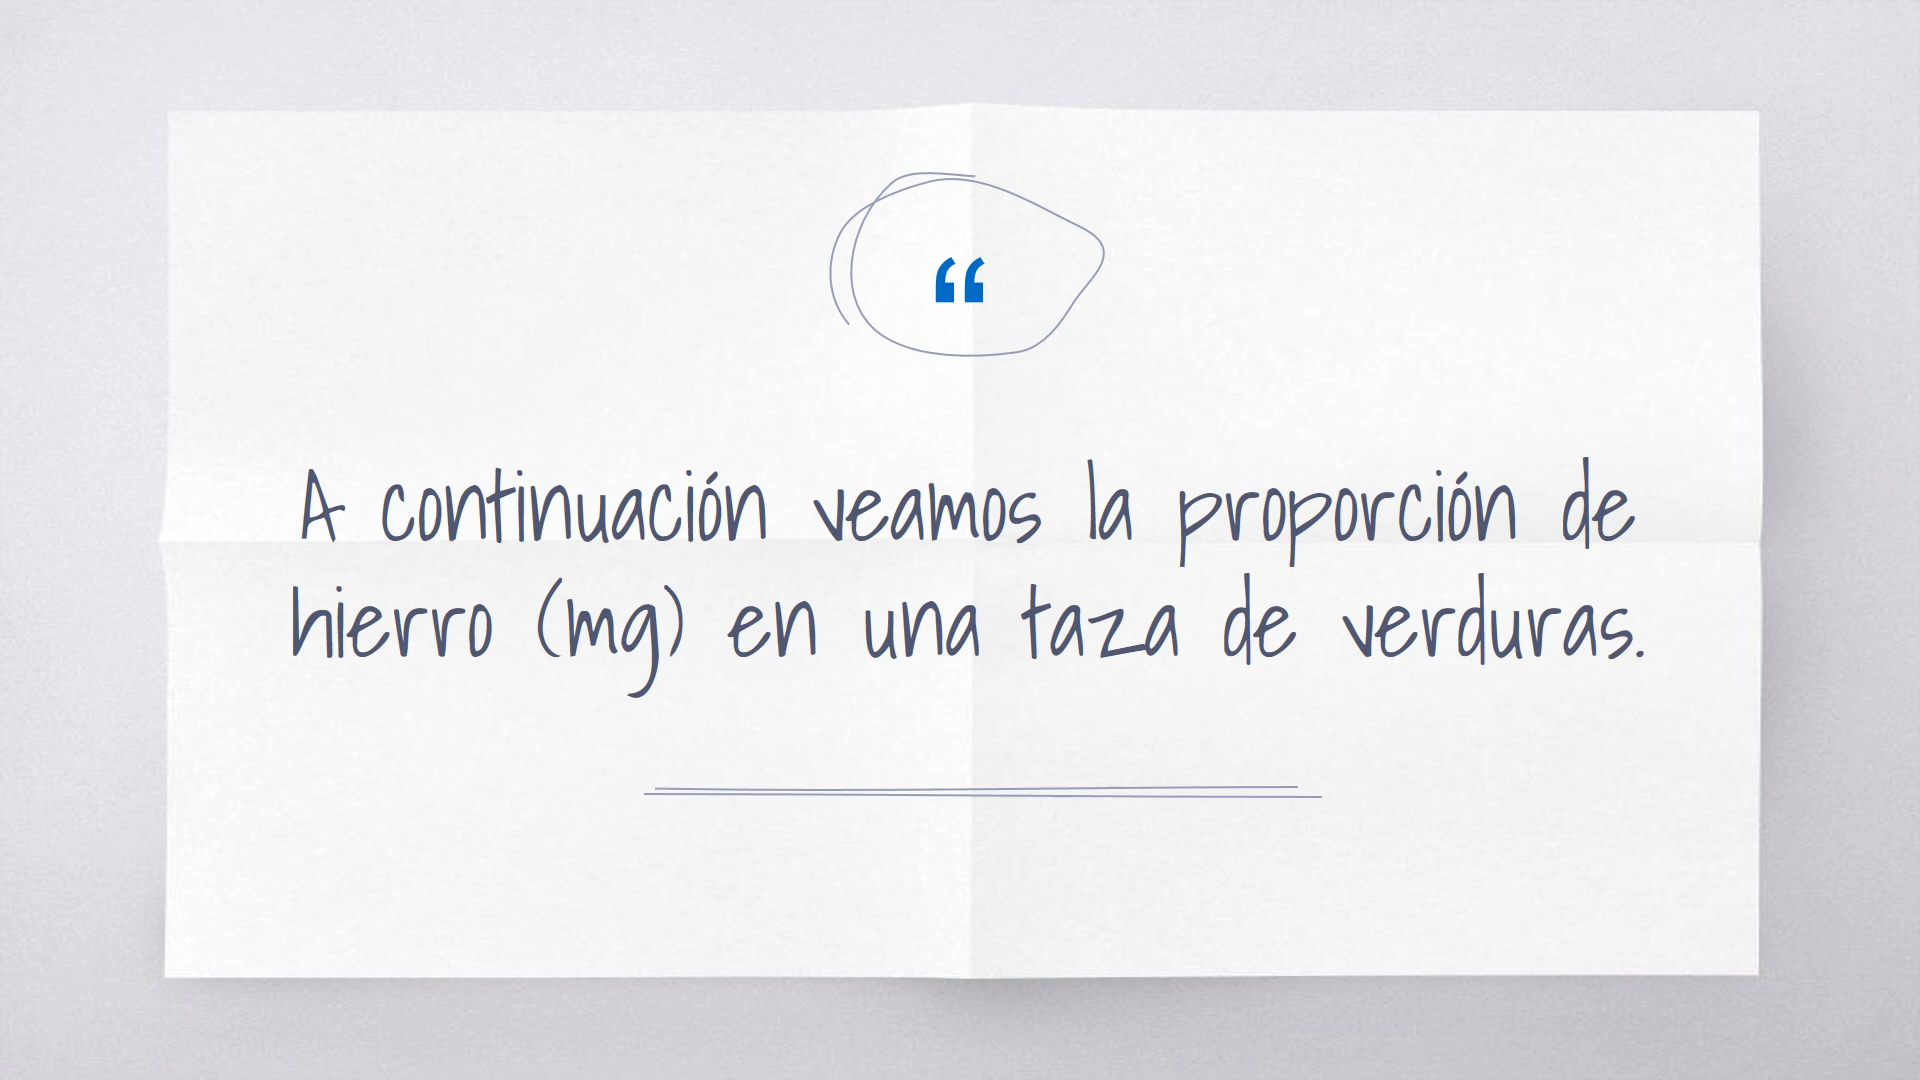 “
A continuación veamos la proporción de
hierro (mg) en una taza de verduras.